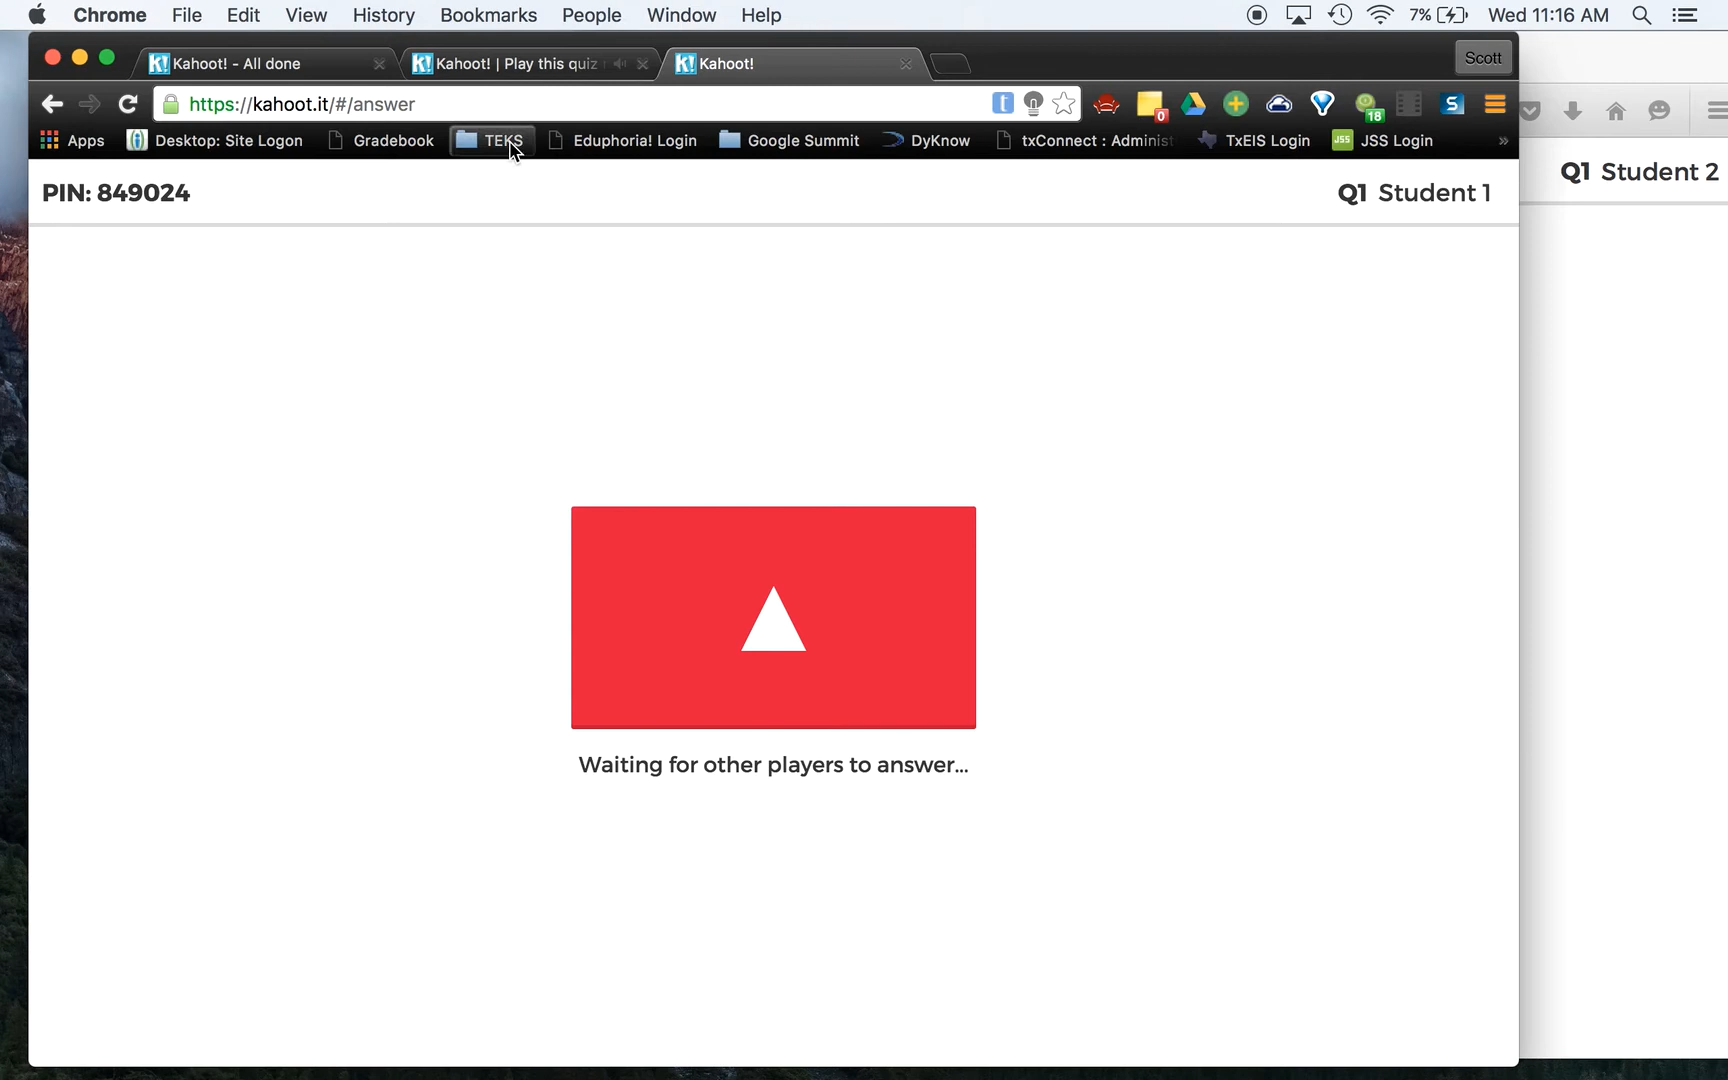 Chrome File Edit View History Bookmarks People Window Help 7% Wed 11:16 AM
K! Kahoot! - All done K! Kahoot! | Play this quiz K! Kahoot! Scott
https://kahoot.it/#/answer t 0 18 S
Apps Desktop: Site Logon Gradebook TEKS Eduphoria! Login Google Summit DyKnow txConnect : Administ TxEIS Login JSS JSS Login »
PIN: 849024 Q1 Student 1 Q1 Student 2
Waiting for other players to answer...